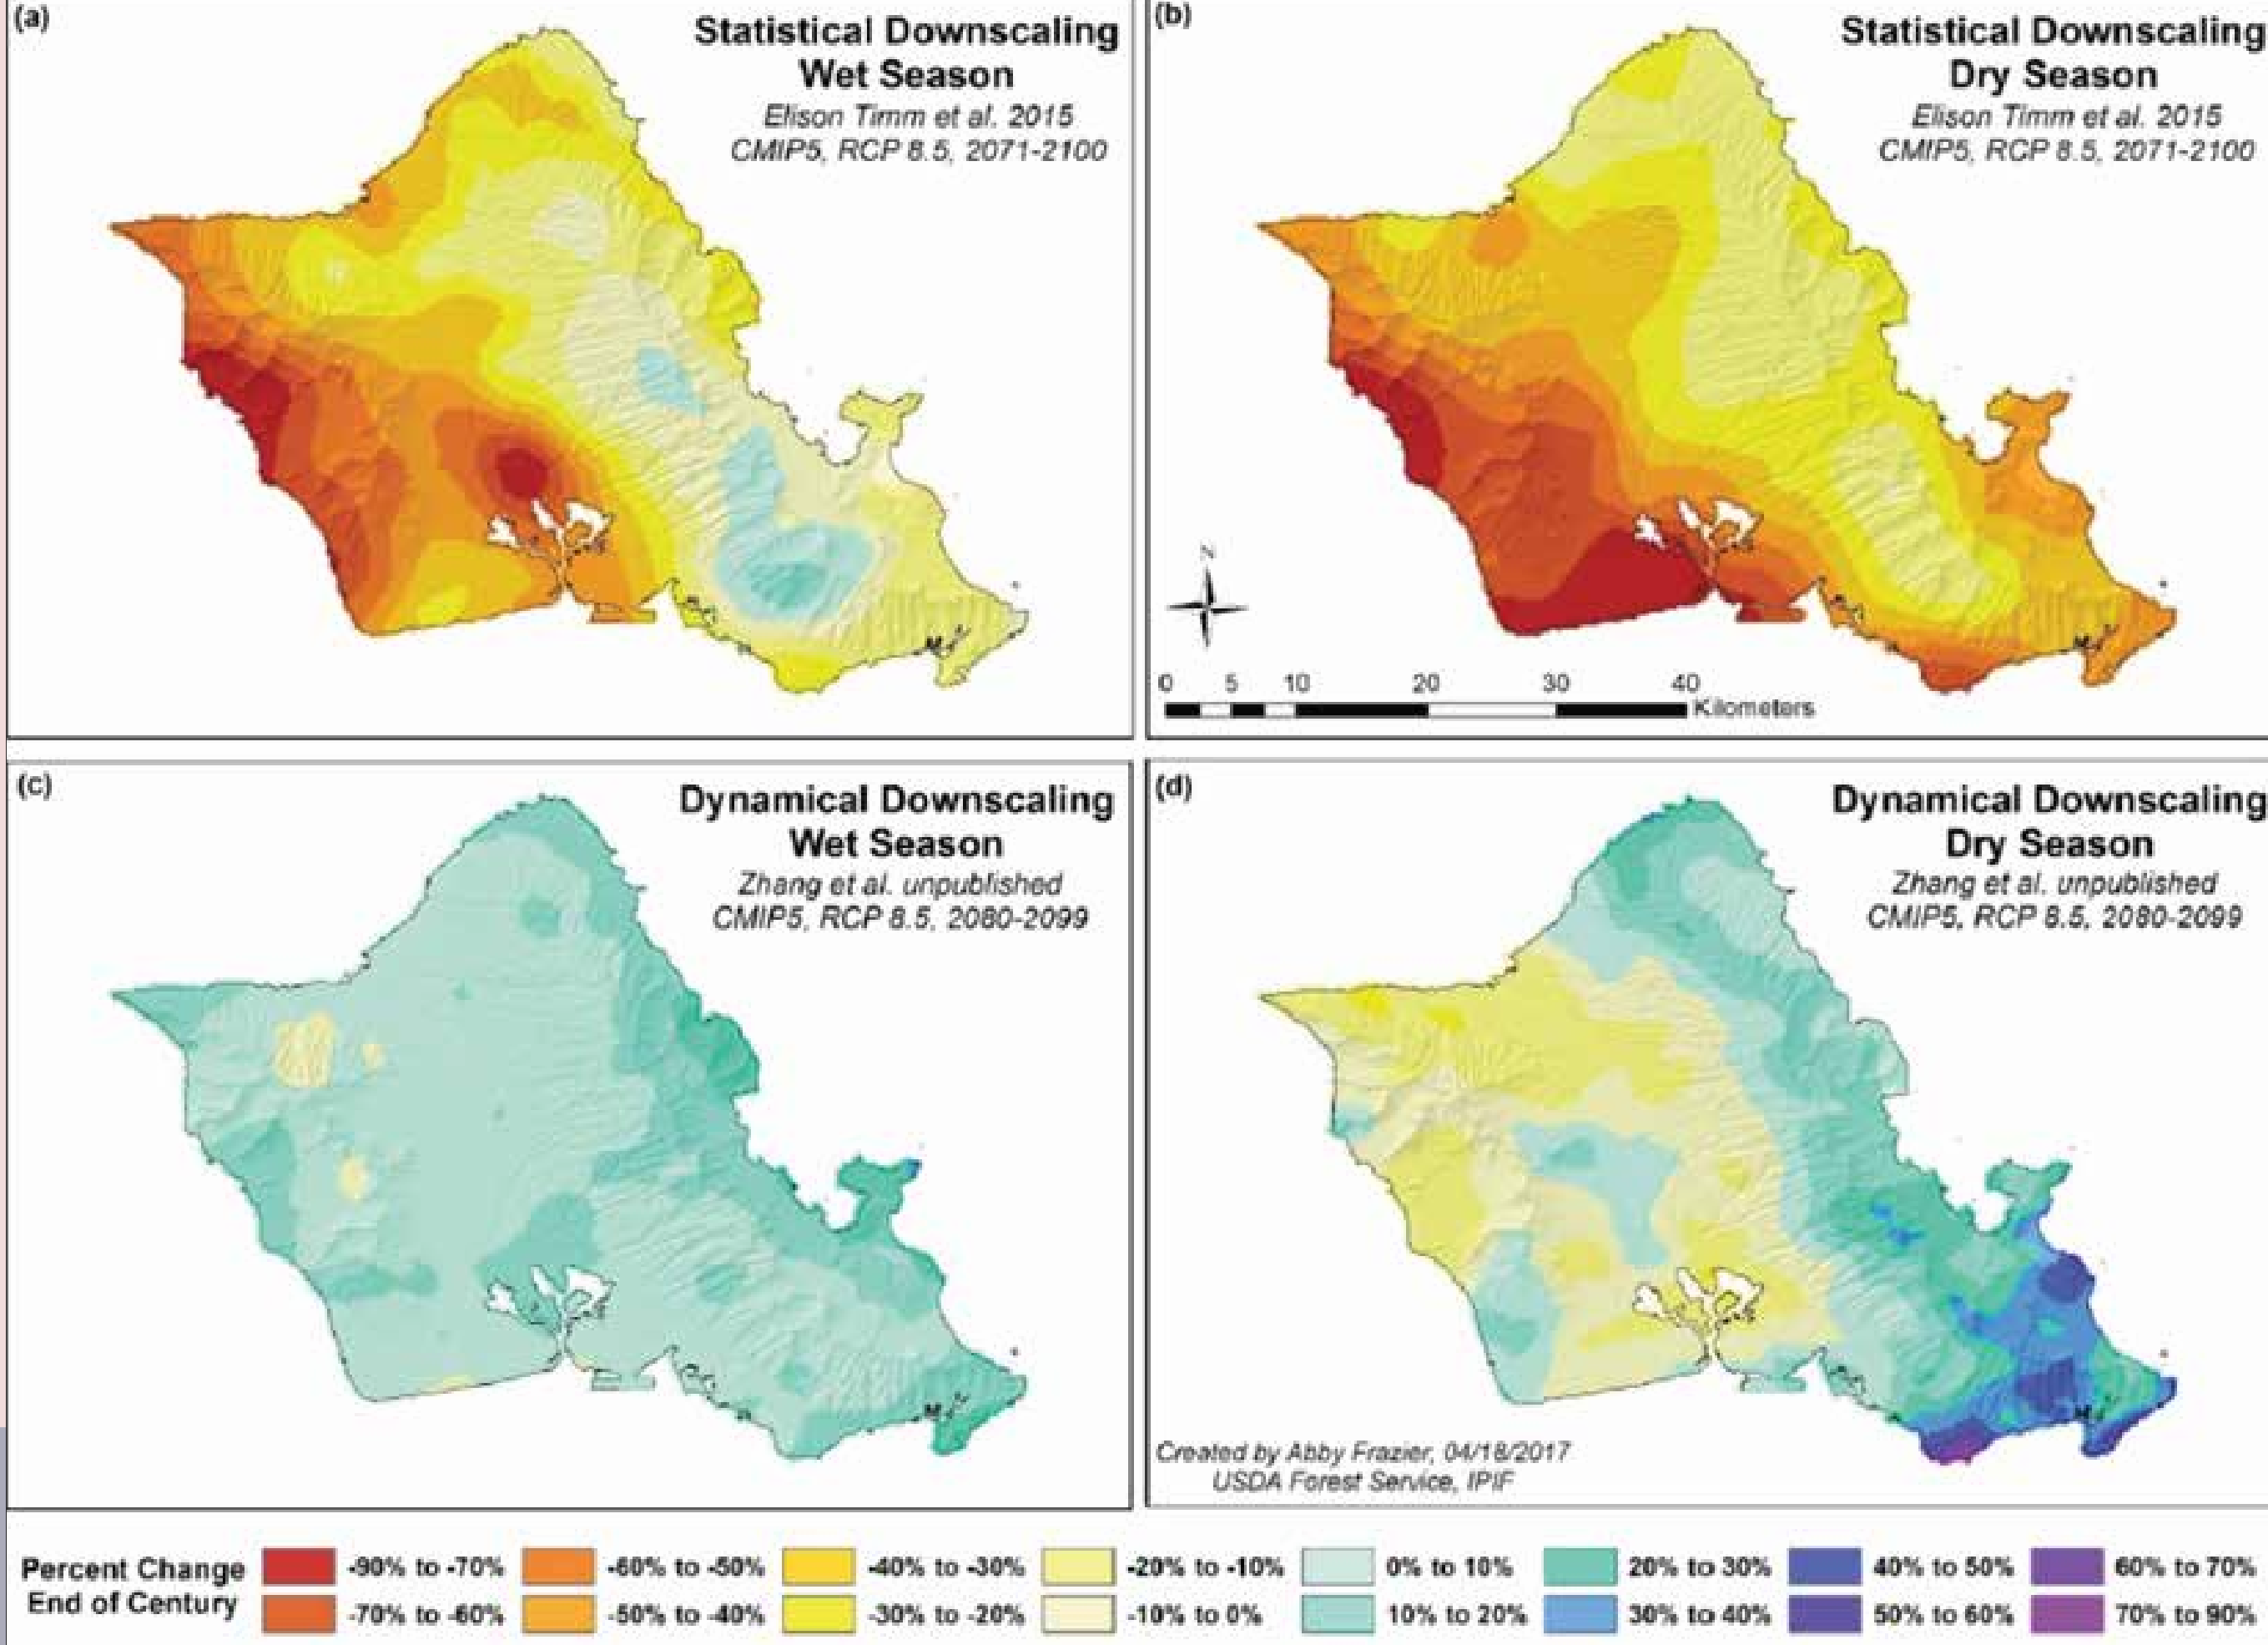 (a)
Statistical Downscaling
Wet Season
Elison Timm et al. 2015
CMIP5, RCP 8.5, 2071-2100
(b)
Statistical Downscaling
Dry Season
Elison Timm et al. 2015
CMIP5, RCP 8.5, 2071-2100
N
0 5 10 20 30 40
Kilometers
(c)
Dynamical Downscaling
Wet Season
Zhang et al. unpublished
CMIP5, RCP 8.5, 2080-2099
(d)
Dynamical Downscaling
Dry Season
Zhang et al. unpublished
CMIP5, RCP 8.5, 2080-2099
Created by Abby Frazier, 04/18/2017
USDA Forest Service, IPIF
Percent Change
End of Century
-90% to -70% -60% to -50% -40% to -30% -20% to -10% 0% to 10% 20% to 30% 40% to 50% 60% to 70%
-70% to -60% -50% to -40% -30% to -20% -10% to 0% 10% to 20% 30% to 40% 50% to 60% 70% to 90%